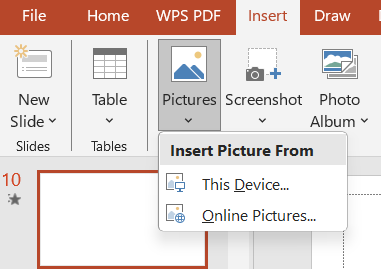 File Home WPS PDF Insert Draw
New Slide Table Pictures Screenshot Photo Album
Slides Tables
Insert Picture From
10
This Device...
Online Pictures...